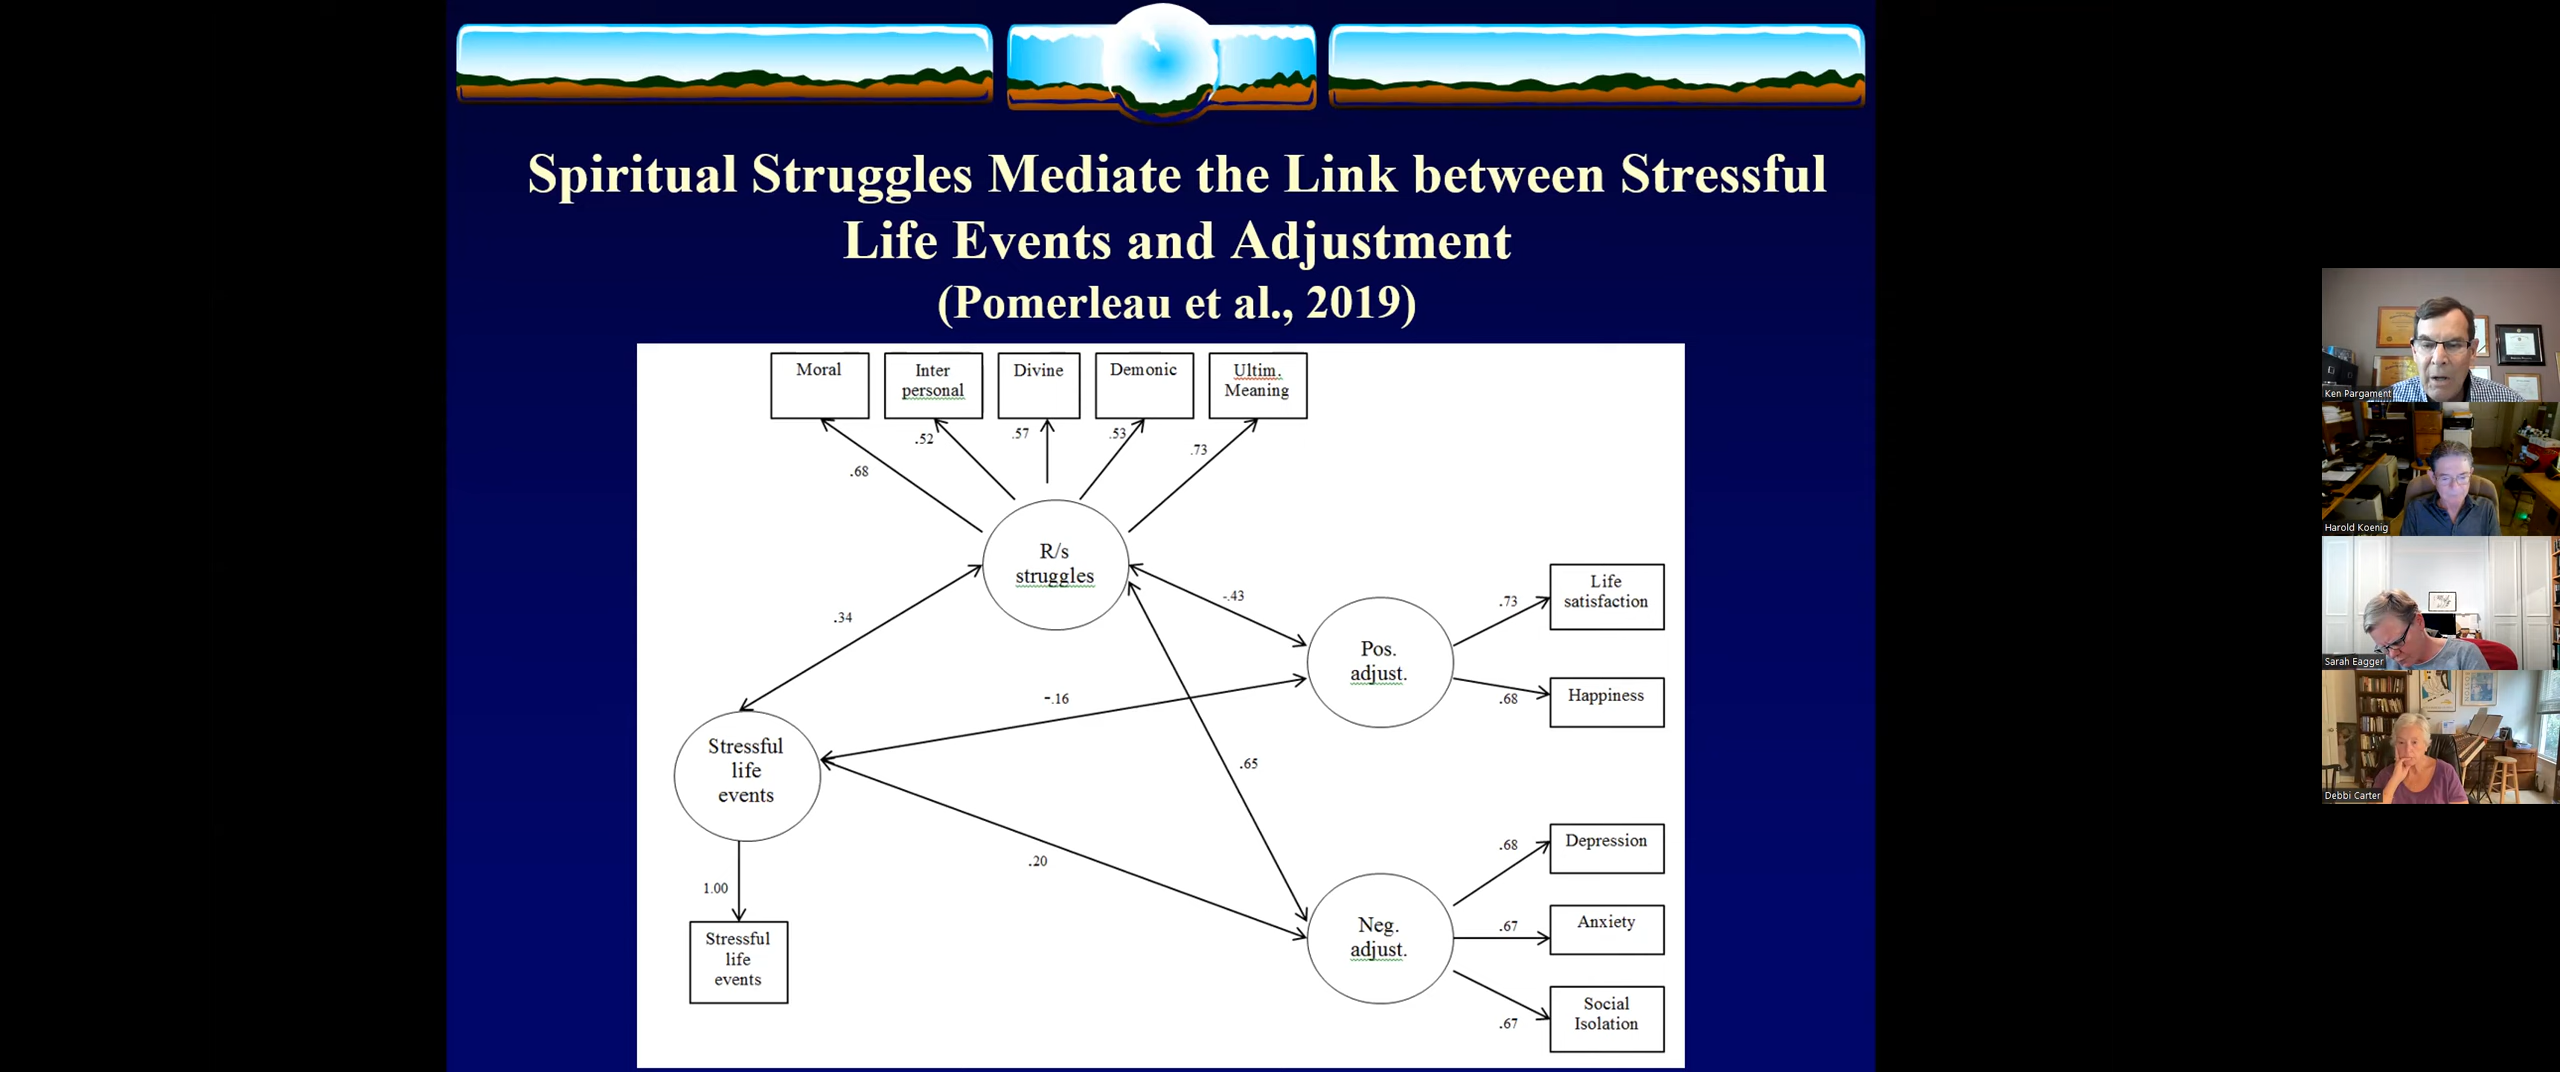 Spiritual Struggles Mediate the Link between Stressful
Life Events and Adjustment
(Pomerleau et al., 2019)
Moral
Inter
personal
Divine
Demonic
Ultim.
Meaning
.68
.52
.57
.53
.73
R/s
struggles
.34
-.43
-.16
.65
.20
Stressful
life
events
1.00
Stressful
life
events
Pos.
adjust.
.73
Life
satisfaction
.68
Happiness
Neg.
adjust.
.68
Depression
.67
Anxiety
.67
Social
Isolation
Ken Pargament
Harold Koenig
Sarah Eagger
Debbi Carter